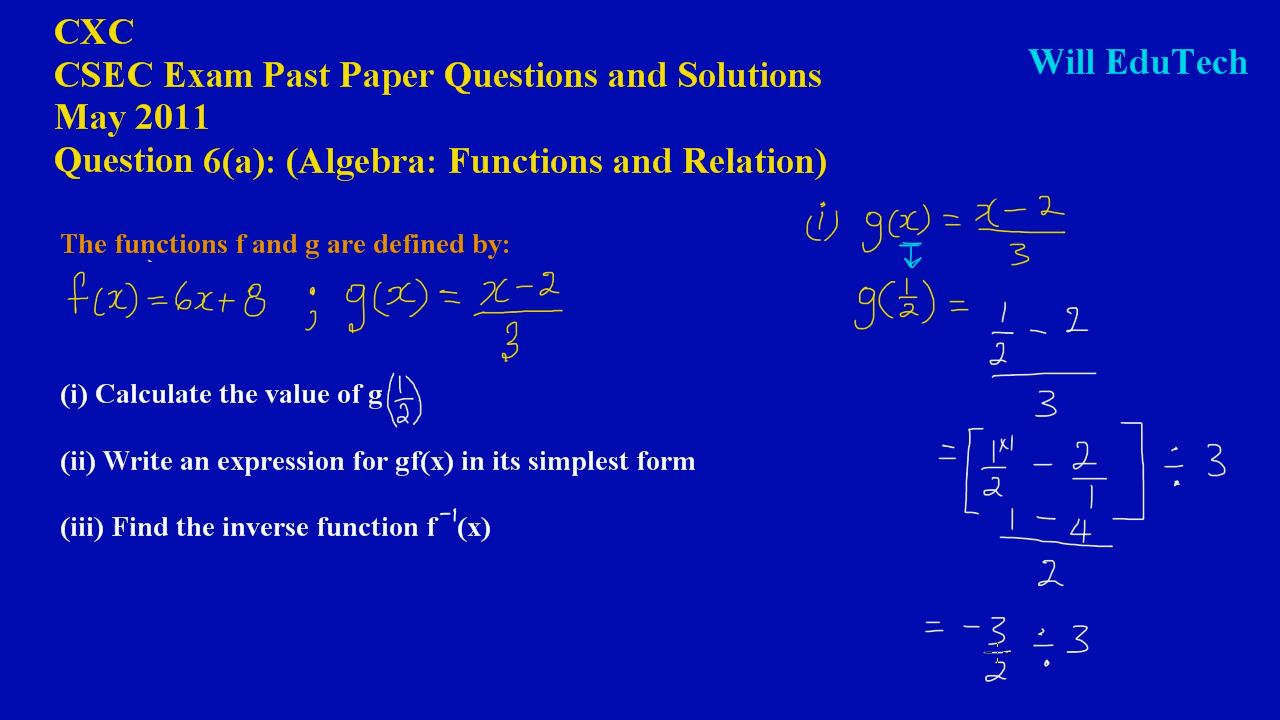 CXC
CSEC Exam Past Paper Questions and Solutions
May 2011
Question 6(a): (Algebra: Functions and Relation)
Will EduTech
The functions f and g are defined by:
f(x) = 6x + 8 ; g(x) = x - 2 / 3
(i) Calculate the value of g(1/2)
(ii) Write an expression for gf(x) in its simplest form
(iii) Find the inverse function f⁻¹(x)
(i) g(x) = x - 2 / 3
↓
g(1/2) = 1/2 - 2 / 3
= [1/2 ×1 - 2/1] ÷ 3
1 - 4 / 2
= -3/2 ÷ 3